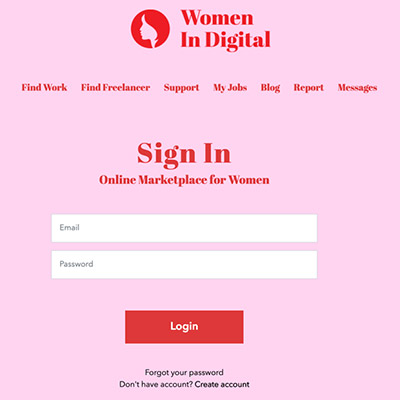 Women
In Digital
Find Work Find Freelancer Support My Jobs Blog Report Messages
Sign In
Online Marketplace for Women
Email
Password
Login
Forgot your password
Don't have account? Create account